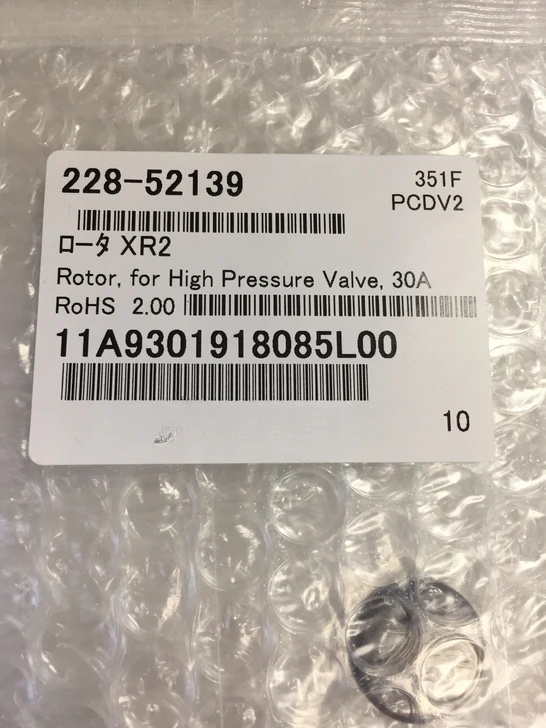 228-52139
351F
PCDV2
ロータ XR2
Rotor, for High Pressure Valve, 30A
RoHS 2.00
11A9301918085L00
10